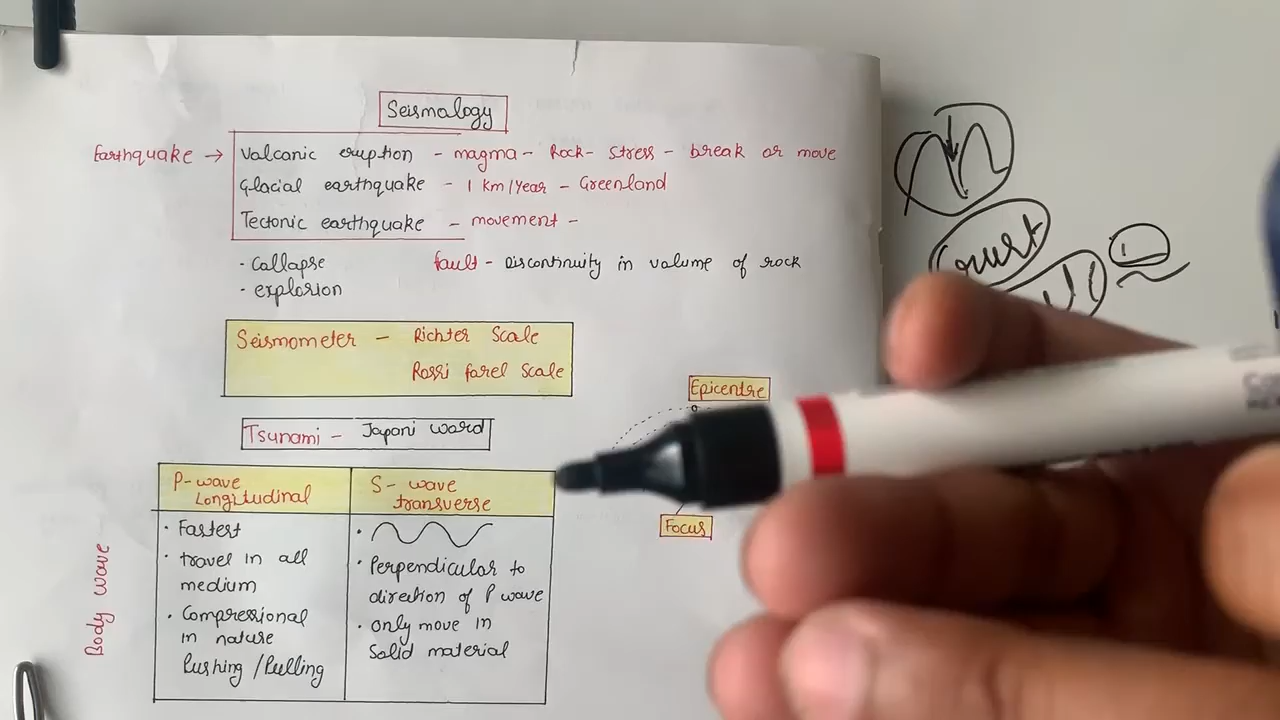 Seismalogy
Earthquake → Volcanic eruption - magma - Rock - stress - break or move
Glacial earthquake - 1 km/year - Greenland
Tectonic earthquake - movement -
· Collapse
· explosion
fault - Discontinuity in volume of rock
Seismometer - Richter Scale
Rossi farel Scale
Tsunami - Japani word
Epicentre
Focus
Body wave
P-wave
Longitudinal
· Fastest
· travel in all
medium
· Compressional
in nature
Pushing/Pulling
S-wave
transverse
· Perpendicular to
direction of P wave
· only move in
Solid material
Crust